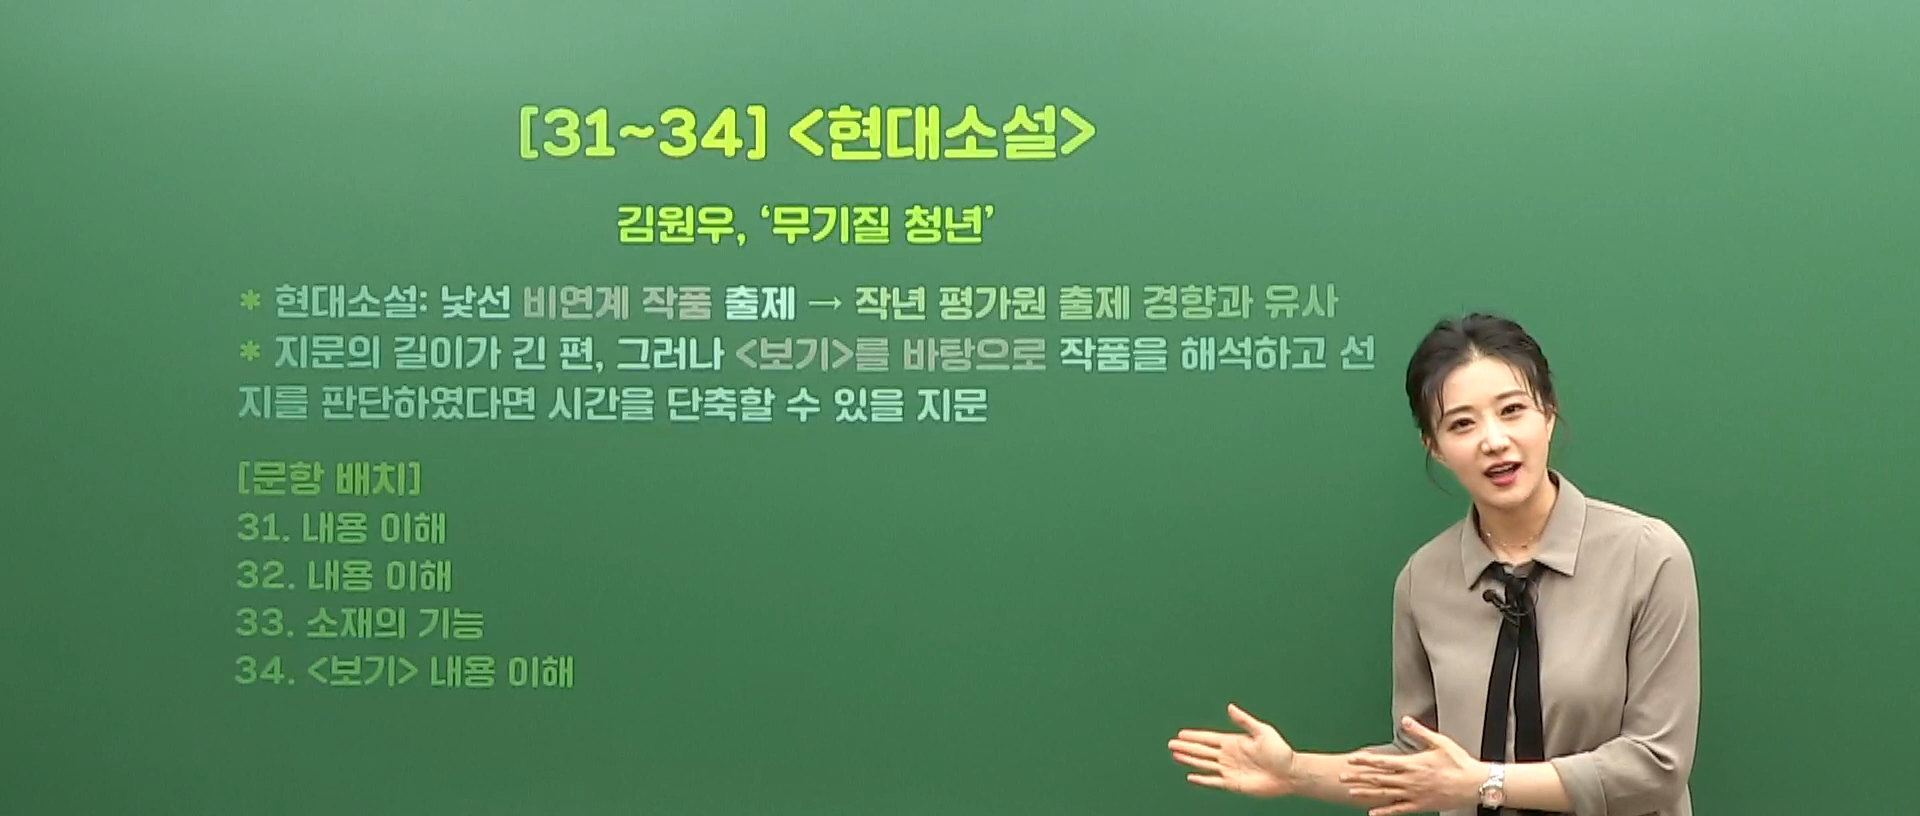 [31~34] <현대소설>
김원우, ‘무기질 청년’
* 현대소설: 낯선 비연계 작품 출제 → 작년 평가원 출제 경향과 유사
* 지문의 길이가 긴 편, 그러나 <보기>를 바탕으로 작품을 해석하고 선
지를 판단하였다면 시간을 단축할 수 있을 지문
[문항 배치]
31. 내용 이해
32. 내용 이해
33. 소재의 기능
34. <보기> 내용 이해